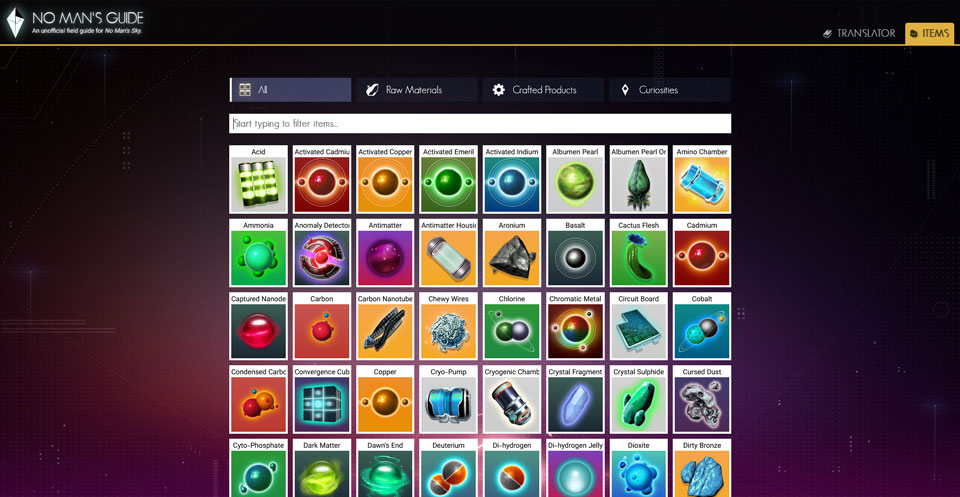 NO MAN'S GUIDE
An unofficial field guide for No Man's Sky.
TRANSLATOR
ITEMS
All
Raw Materials
Crafted Products
Curiosities
Start typing to filter items...
Acid
Activated Cadmiu
Activated Copper
Activated Emeril
Activated Indium
Albumen Pearl
Albumen Pearl Or
Amino Chamber
Ammonia
Anomaly Detector
Antimatter
Antimatter Housi
Aronium
Basalt
Cactus Flesh
Cadmium
Captured Nanode
Carbon
Carbon Nanotube
Chewy Wires
Chlorine
Chromatic Metal
Circuit Board
Cobalt
Condensed Carbo
Convergence Cub
Copper
Cryo-Pump
Cryogenic Chamb
Crystal Fragment
Crystal Sulphide
Cursed Dust
Cyto-Phosphate
Dark Matter
Dawn's End
Deuterium
Di-hydrogen
Di-hydrogen Jelly
Dioxite
Dirty Bronze